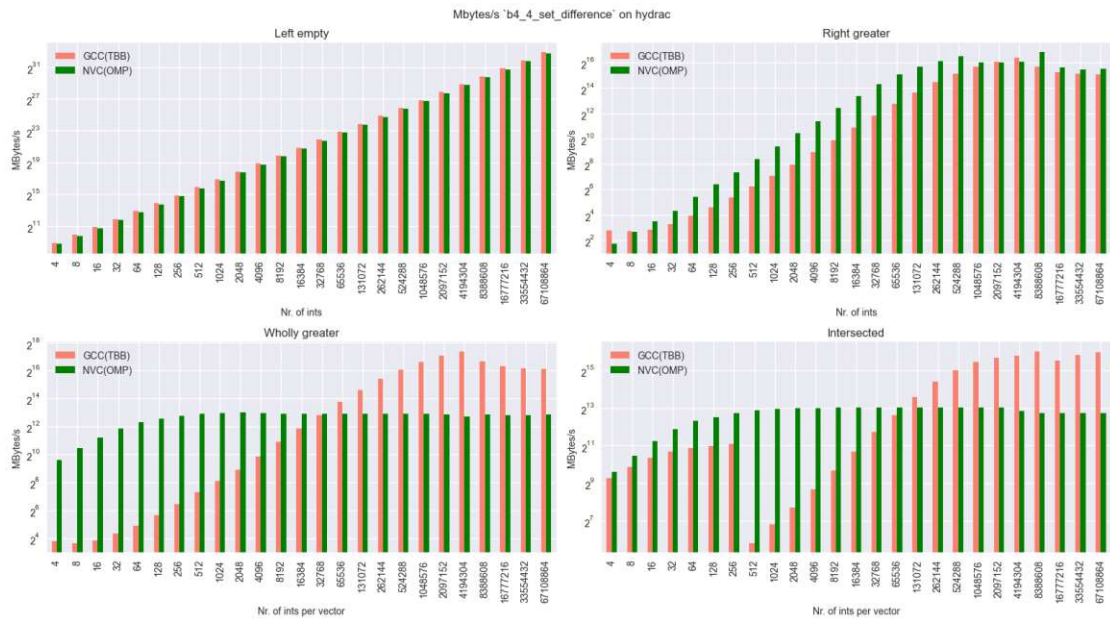 Mbytes/s `b4_4_set_difference` on hydrac
Left empty
GCC(TBB)
NVC(OMP)
MBytes/s
2^31
2^27
2^23
2^19
2^15
2^11
4 8 16 32 64 128 256 512 1024 2048 4096 8192 16384 32768 65536 131072 262144 524288 1048576 2097152 4194304 8388608 16777216 33554432 67108864
Nr. of ints
Right greater
GCC(TBB)
NVC(OMP)
MBytes/s
2^16
2^14
2^12
2^10
2^8
2^6
2^4
2^2
4 8 16 32 64 128 256 512 1024 2048 4096 8192 16384 32768 65536 131072 262144 524288 1048576 2097152 4194304 8388608 16777216 33554432 67108864
Nr. of ints
Wholly greater
GCC(TBB)
NVC(OMP)
MBytes/s
2^18
2^16
2^14
2^12
2^10
2^8
2^6
2^4
4 8 16 32 64 128 256 512 1024 2048 4096 8192 16384 32768 65536 131072 262144 524288 1048576 2097152 4194304 8388608 16777216 33554432 67108864
Nr. of ints per vector
Intersected
GCC(TBB)
NVC(OMP)
MBytes/s
2^15
2^13
2^11
2^9
2^7
4 8 16 32 64 128 256 512 1024 2048 4096 8192 16384 32768 65536 131072 262144 524288 1048576 2097152 4194304 8388608 16777216 33554432 67108864
Nr. of ints per vector